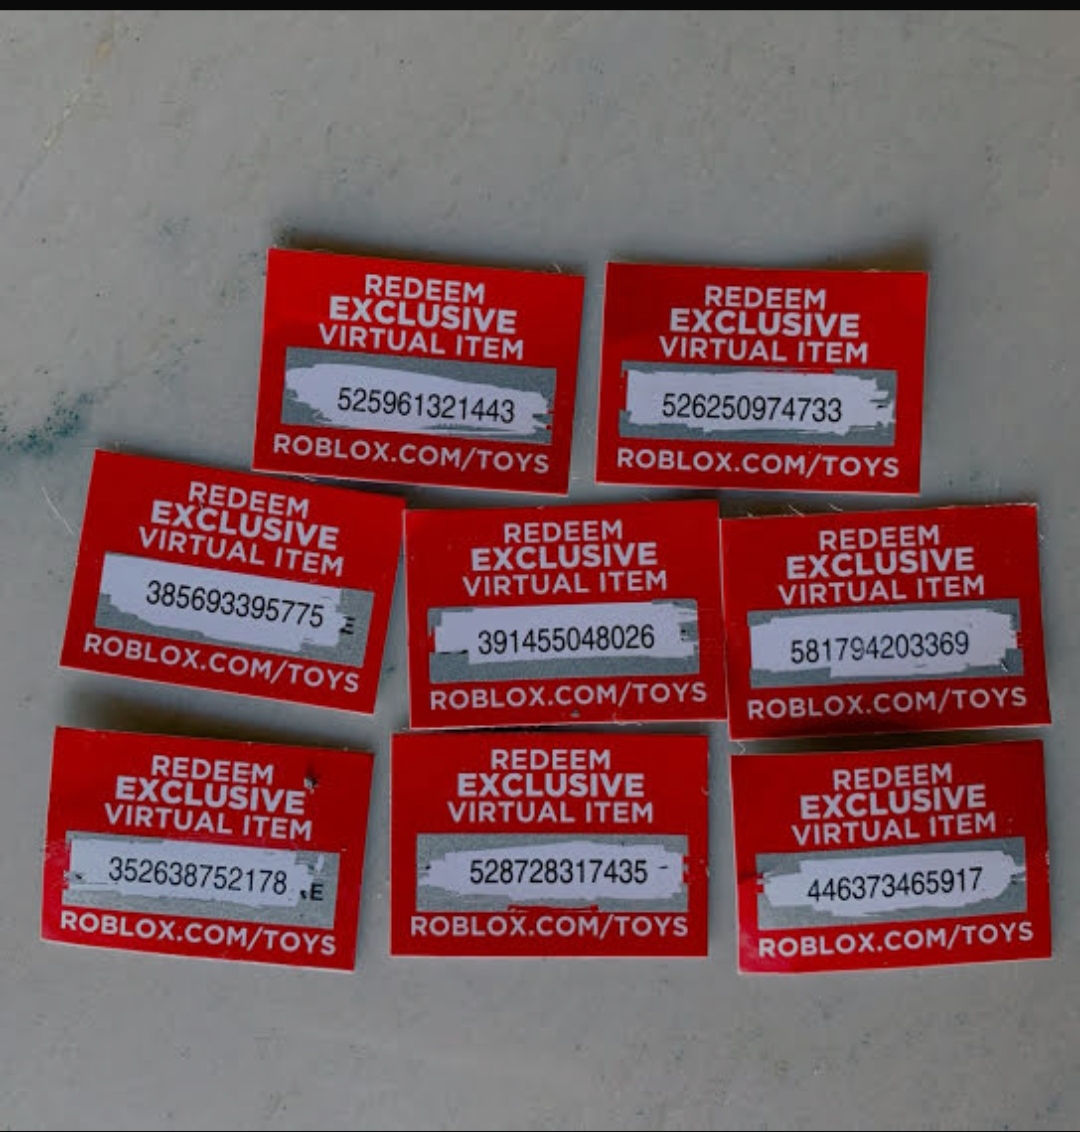 REDEEM
EXCLUSIVE
VIRTUAL ITEM
525961321443
ROBLOX.COM/TOYS
REDEEM
EXCLUSIVE
VIRTUAL ITEM
526250974733
ROBLOX.COM/TOYS
REDEEM
EXCLUSIVE
VIRTUAL ITEM
385693395775
ROBLOX.COM/TOYS
REDEEM
EXCLUSIVE
VIRTUAL ITEM
391455048026
ROBLOX.COM/TOYS
REDEEM
EXCLUSIVE
VIRTUAL ITEM
581794203369
ROBLOX.COM/TOYS
REDEEM
EXCLUSIVE
VIRTUAL ITEM
352638752178
E
ROBLOX.COM/TOYS
REDEEM
EXCLUSIVE
VIRTUAL ITEM
528728317435
ROBLOX.COM/TOYS
REDEEM
EXCLUSIVE
VIRTUAL ITEM
446373465917
ROBLOX.COM/TOYS